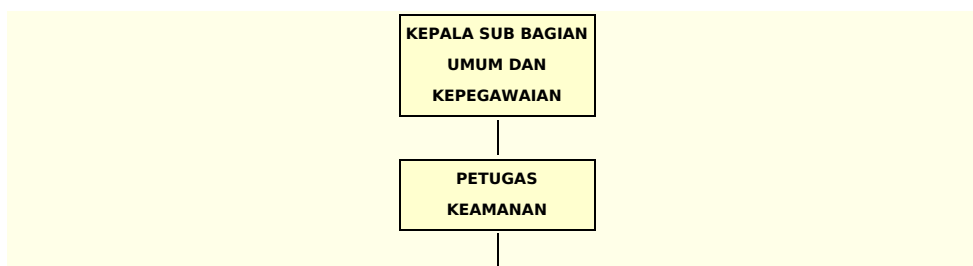 KEPALA SUB BAGIAN
UMUM DAN
KEPEGAWAIAN
PETUGAS
KEAMANAN